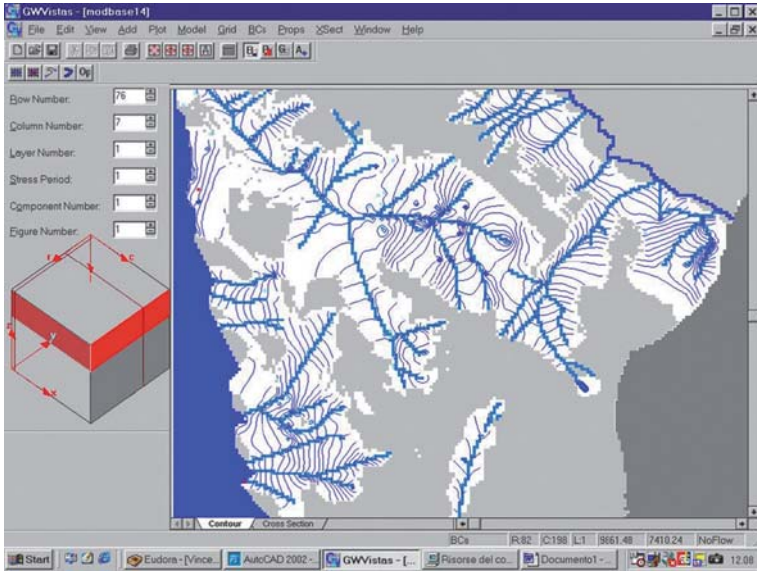 GWVistas - [modbase14]
File Edit View Add Plot Model Grid BCs Props XSect Window Help
Row Number: 76
Column Number: 7
Layer Number: 1
Stress Period: 1
Component Number: 1
Figure Number: 1
r c
l
z y
x
Contour Cross Section
BCs R:82 C:198 L:1 9861.48 7410.24 NoFlow
Start Eudora - [Vince... AutoCAD 2002 -... GWVistas - [... Risorse del co... Documento1 -... 12.08